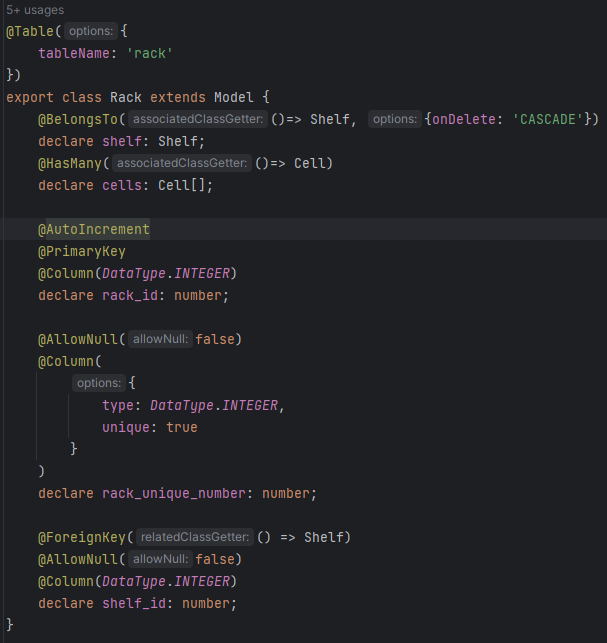 5+ usages
@Table( options: {
    tableName: 'rack'
})
export class Rack extends Model {
    @BelongsTo( associatedClassGetter: ()=> Shelf,  options: {onDelete: 'CASCADE'})
    declare shelf: Shelf;
    @HasMany( associatedClassGetter: ()=> Cell)
    declare cells: Cell[];

    @AutoIncrement
    @PrimaryKey
    @Column(DataType.INTEGER)
    declare rack_id: number;

    @AllowNull( allowNull: false)
    @Column(
        options: {
            type: DataType.INTEGER,
            unique: true
        }
    )
    declare rack_unique_number: number;

    @ForeignKey( relatedClassGetter: () => Shelf)
    @AllowNull( allowNull: false)
    @Column(DataType.INTEGER)
    declare shelf_id: number;
}